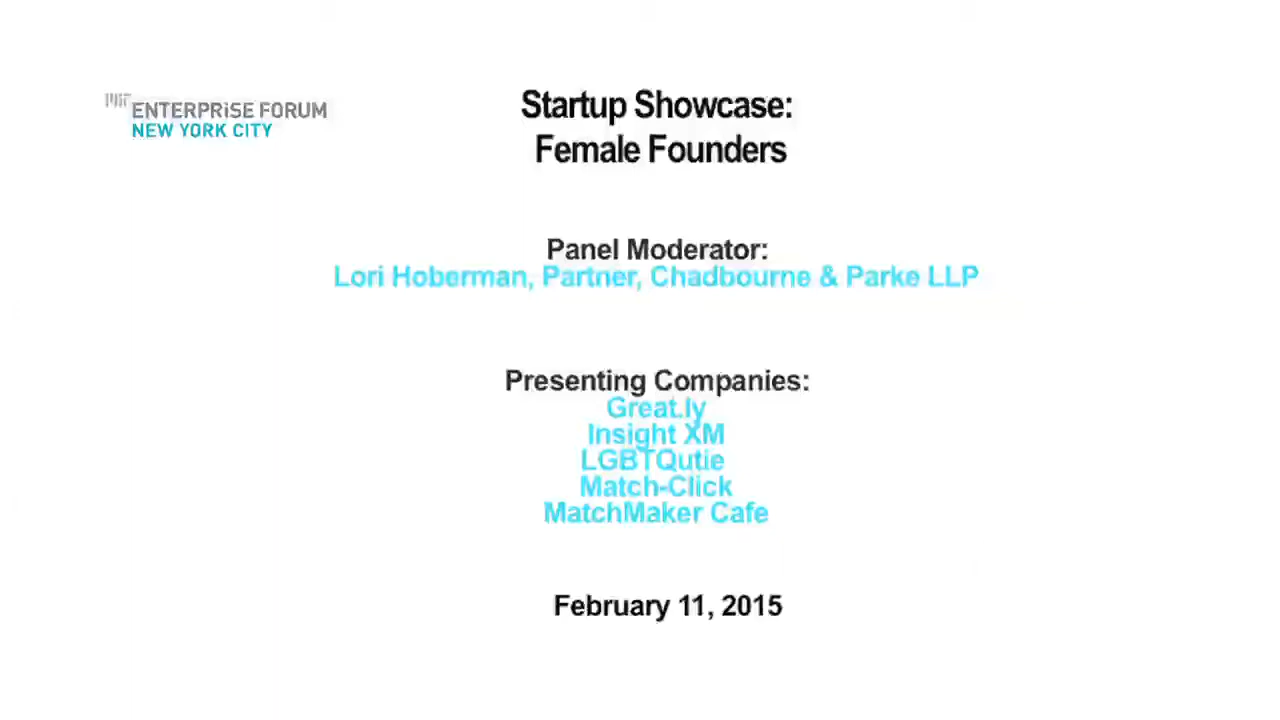 MIT
ENTERPRISE FORUM
NEW YORK CITY
Startup Showcase:
Female Founders
Panel Moderator:
Lori Hoberman, Partner, Chadbourne & Parke LLP
Presenting Companies:
Great.ly
Insight XM
LGBTQutie
Match-Click
MatchMaker Cafe
February 11, 2015